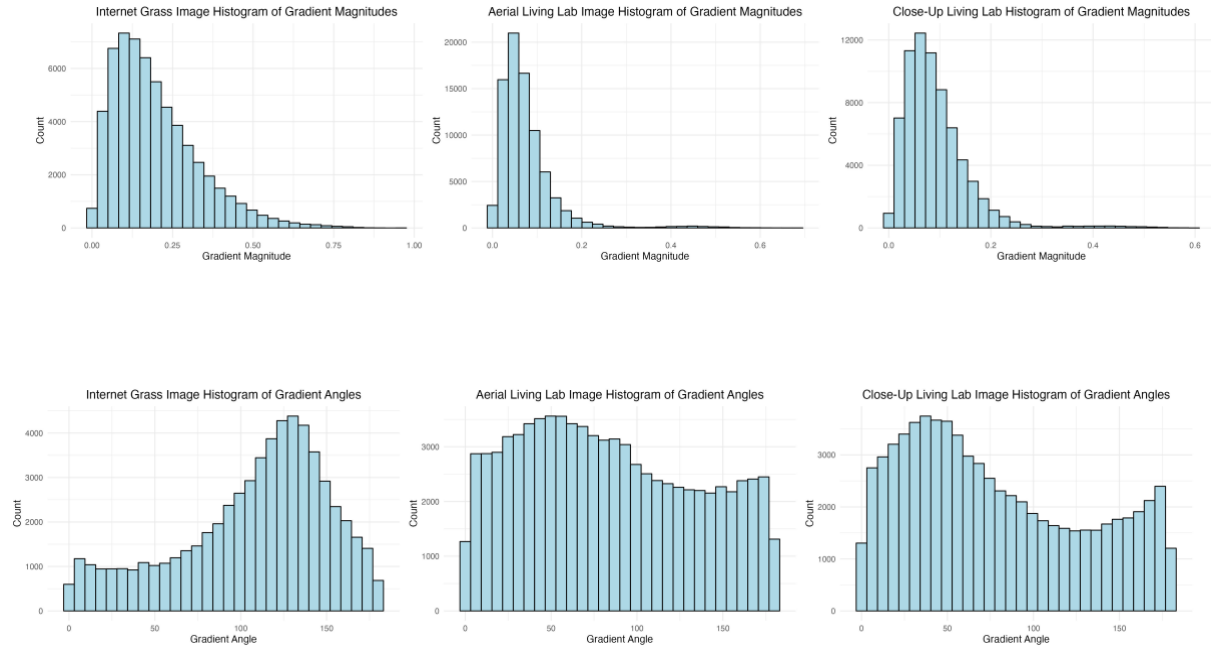 Internet Grass Image Histogram of Gradient Magnitudes
6000
4000
2000
0
Count
0.00 0.25 0.50 0.75 1.00
Gradient Magnitude
Aerial Living Lab Image Histogram of Gradient Magnitudes
20000
15000
10000
5000
0
Count
0.0 0.2 0.4 0.6
Gradient Magnitude
Close-Up Living Lab Histogram of Gradient Magnitudes
12000
8000
4000
0
Count
0.0 0.2 0.4 0.6
Gradient Magnitude
Internet Grass Image Histogram of Gradient Angles
4000
3000
2000
1000
0
Count
0 50 100 150
Gradient Angle
Aerial Living Lab Image Histogram of Gradient Angles
3000
2000
1000
0
Count
0 50 100 150
Gradient Angle
Close-Up Living Lab Image Histogram of Gradient Angles
3000
2000
1000
0
Count
0 50 100 150
Gradient Angle